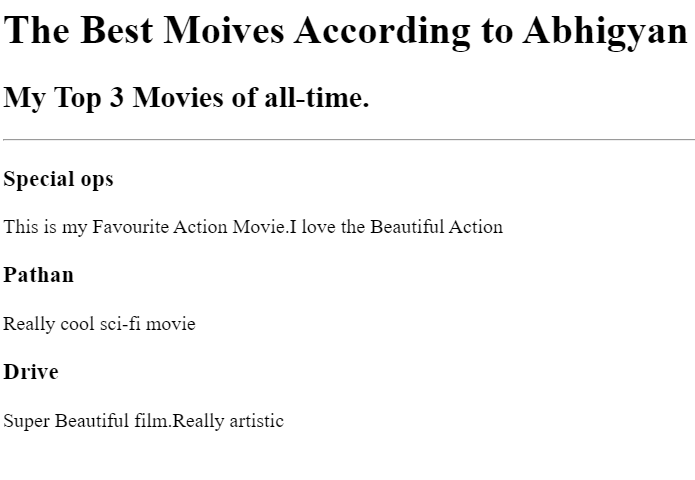 The Best Moives According to Abhigyan
My Top 3 Movies of all-time.
Special ops
This is my Favourite Action Movie.I love the Beautiful Action
Pathan
Really cool sci-fi movie
Drive
Super Beautiful film.Really artistic